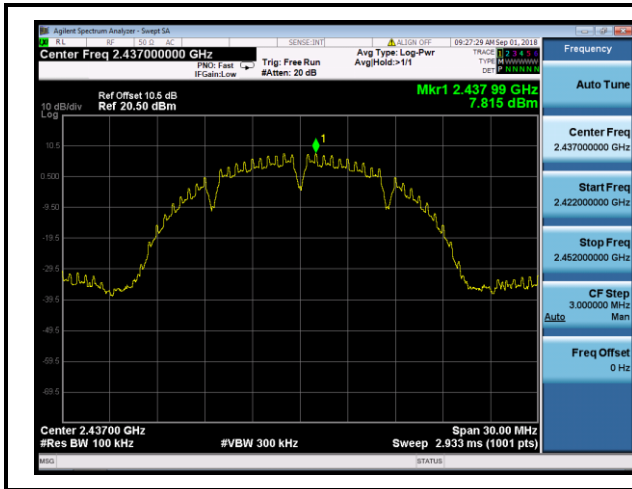 Agilent Spectrum Analyzer - Swept SA
RL RF 50 Ω AC SENSE:INT ALIGN OFF 09:27:29 AM Sep 01, 2018
Center Freq 2.437000000 GHz
PNO: Fast
IFGain:Low
Trig: Free Run
#Atten: 20 dB
Avg Type: Log-Pwr
Avg|Hold:>1/1
TRACE 1 2 3 4 5 6
TYPE M WWWWW
DET P N N N N N
Frequency
Auto Tune
Center Freq
2.437000000 GHz
Start Freq
2.422000000 GHz
Stop Freq
2.452000000 GHz
CF Step
3.000000 MHz
Auto Man
Freq Offset
0 Hz
Ref Offset 10.5 dB
10 dB/div Ref 20.50 dBm
Log
Mkr1 2.437 99 GHz
7.815 dBm
1
10.5
0.500
-9.50
-19.5
-29.5
-39.5
-49.5
-59.5
-69.5
Center 2.43700 GHz Span 30.00 MHz
#Res BW 100 kHz #VBW 300 kHz Sweep 2.933 ms (1001 pts)
MSG STATUS